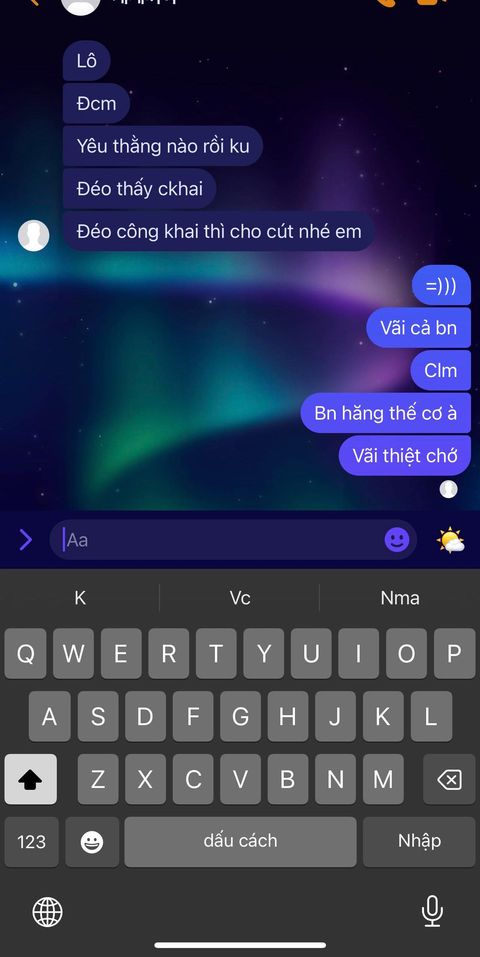 Lô
Đcm
Yêu thằng nào rồi ku
Đéo thấy ckhai
Đéo công khai thì cho cút nhé em
=)))
Vãi cả bn
Clm
Bn hăng thế cơ à
Vãi thiệt chớ
Aa
K Vc Nma
Q W E R T Y U I O P
A S D F G H J K L
Z X C V B N M
123 dấu cách Nhập